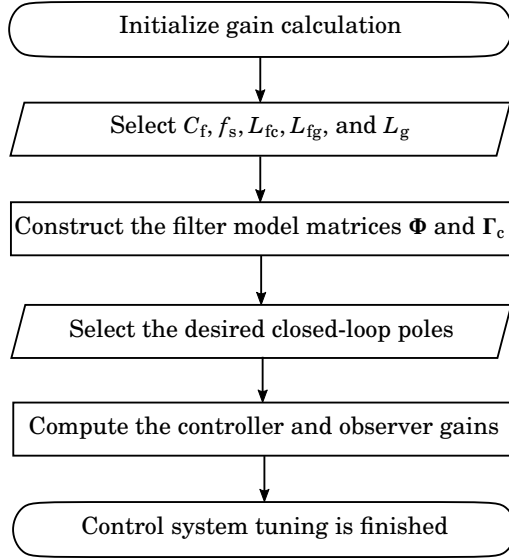 Initialize gain calculation
Select C_f, f_s, L_fc, L_fg, and L_g
Construct the filter model matrices Φ and Γ_c
Select the desired closed-loop poles
Compute the controller and observer gains
Control system tuning is finished